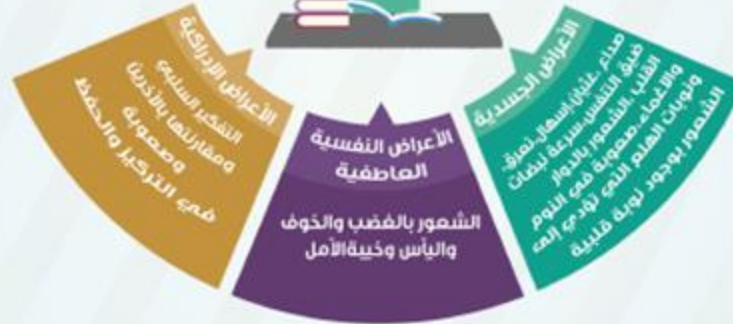 الأعراض الجسدية
صداع ،غثيان،إسهال،تعرق،
ضيق التنفس،سرعة نبضات
القلب ،الشعور بالدوار
والإغماء،صعوبة في النوم
ونوبات الهلع التي تؤدي إلى
الشعور بوجود نوبة قلبية
الأعراض النفسية
العاطفية
الشعور بالغضب والخوف
واليأس وخيبةالأمل
الأعراض الإدراكية
التفكير السلبي
ومقارنتها بالآخرين
وصعوبة
في التركيز والحفظ